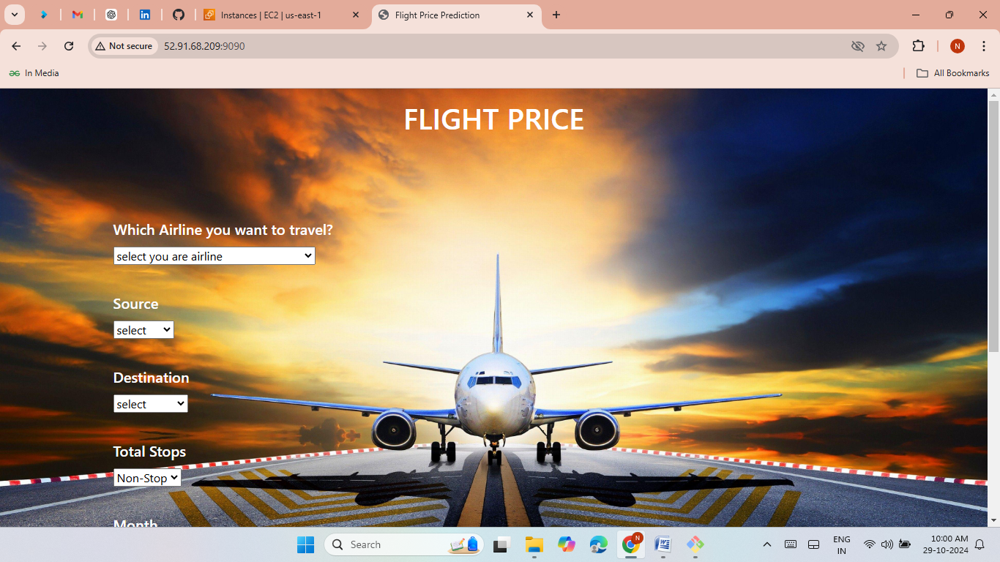 Instances | EC2 | us-east-1
Flight Price Prediction
Not secure
52.91.68.209:9090
N
In Media
All Bookmarks
FLIGHT PRICE
Which Airline you want to travel?
select you are airline
Source
select
Destination
select
Total Stops
Non-Stop
Month
Search
N
ENG
IN
10:00 AM
29-10-2024